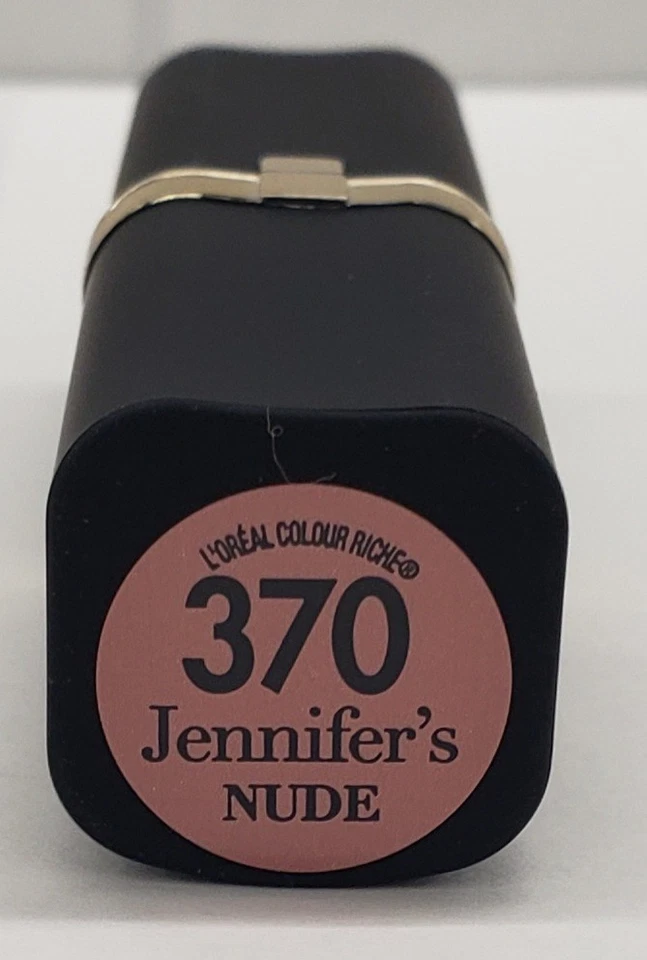 L'ORÉAL COLOUR RICHE®
370
Jennifer's
NUDE